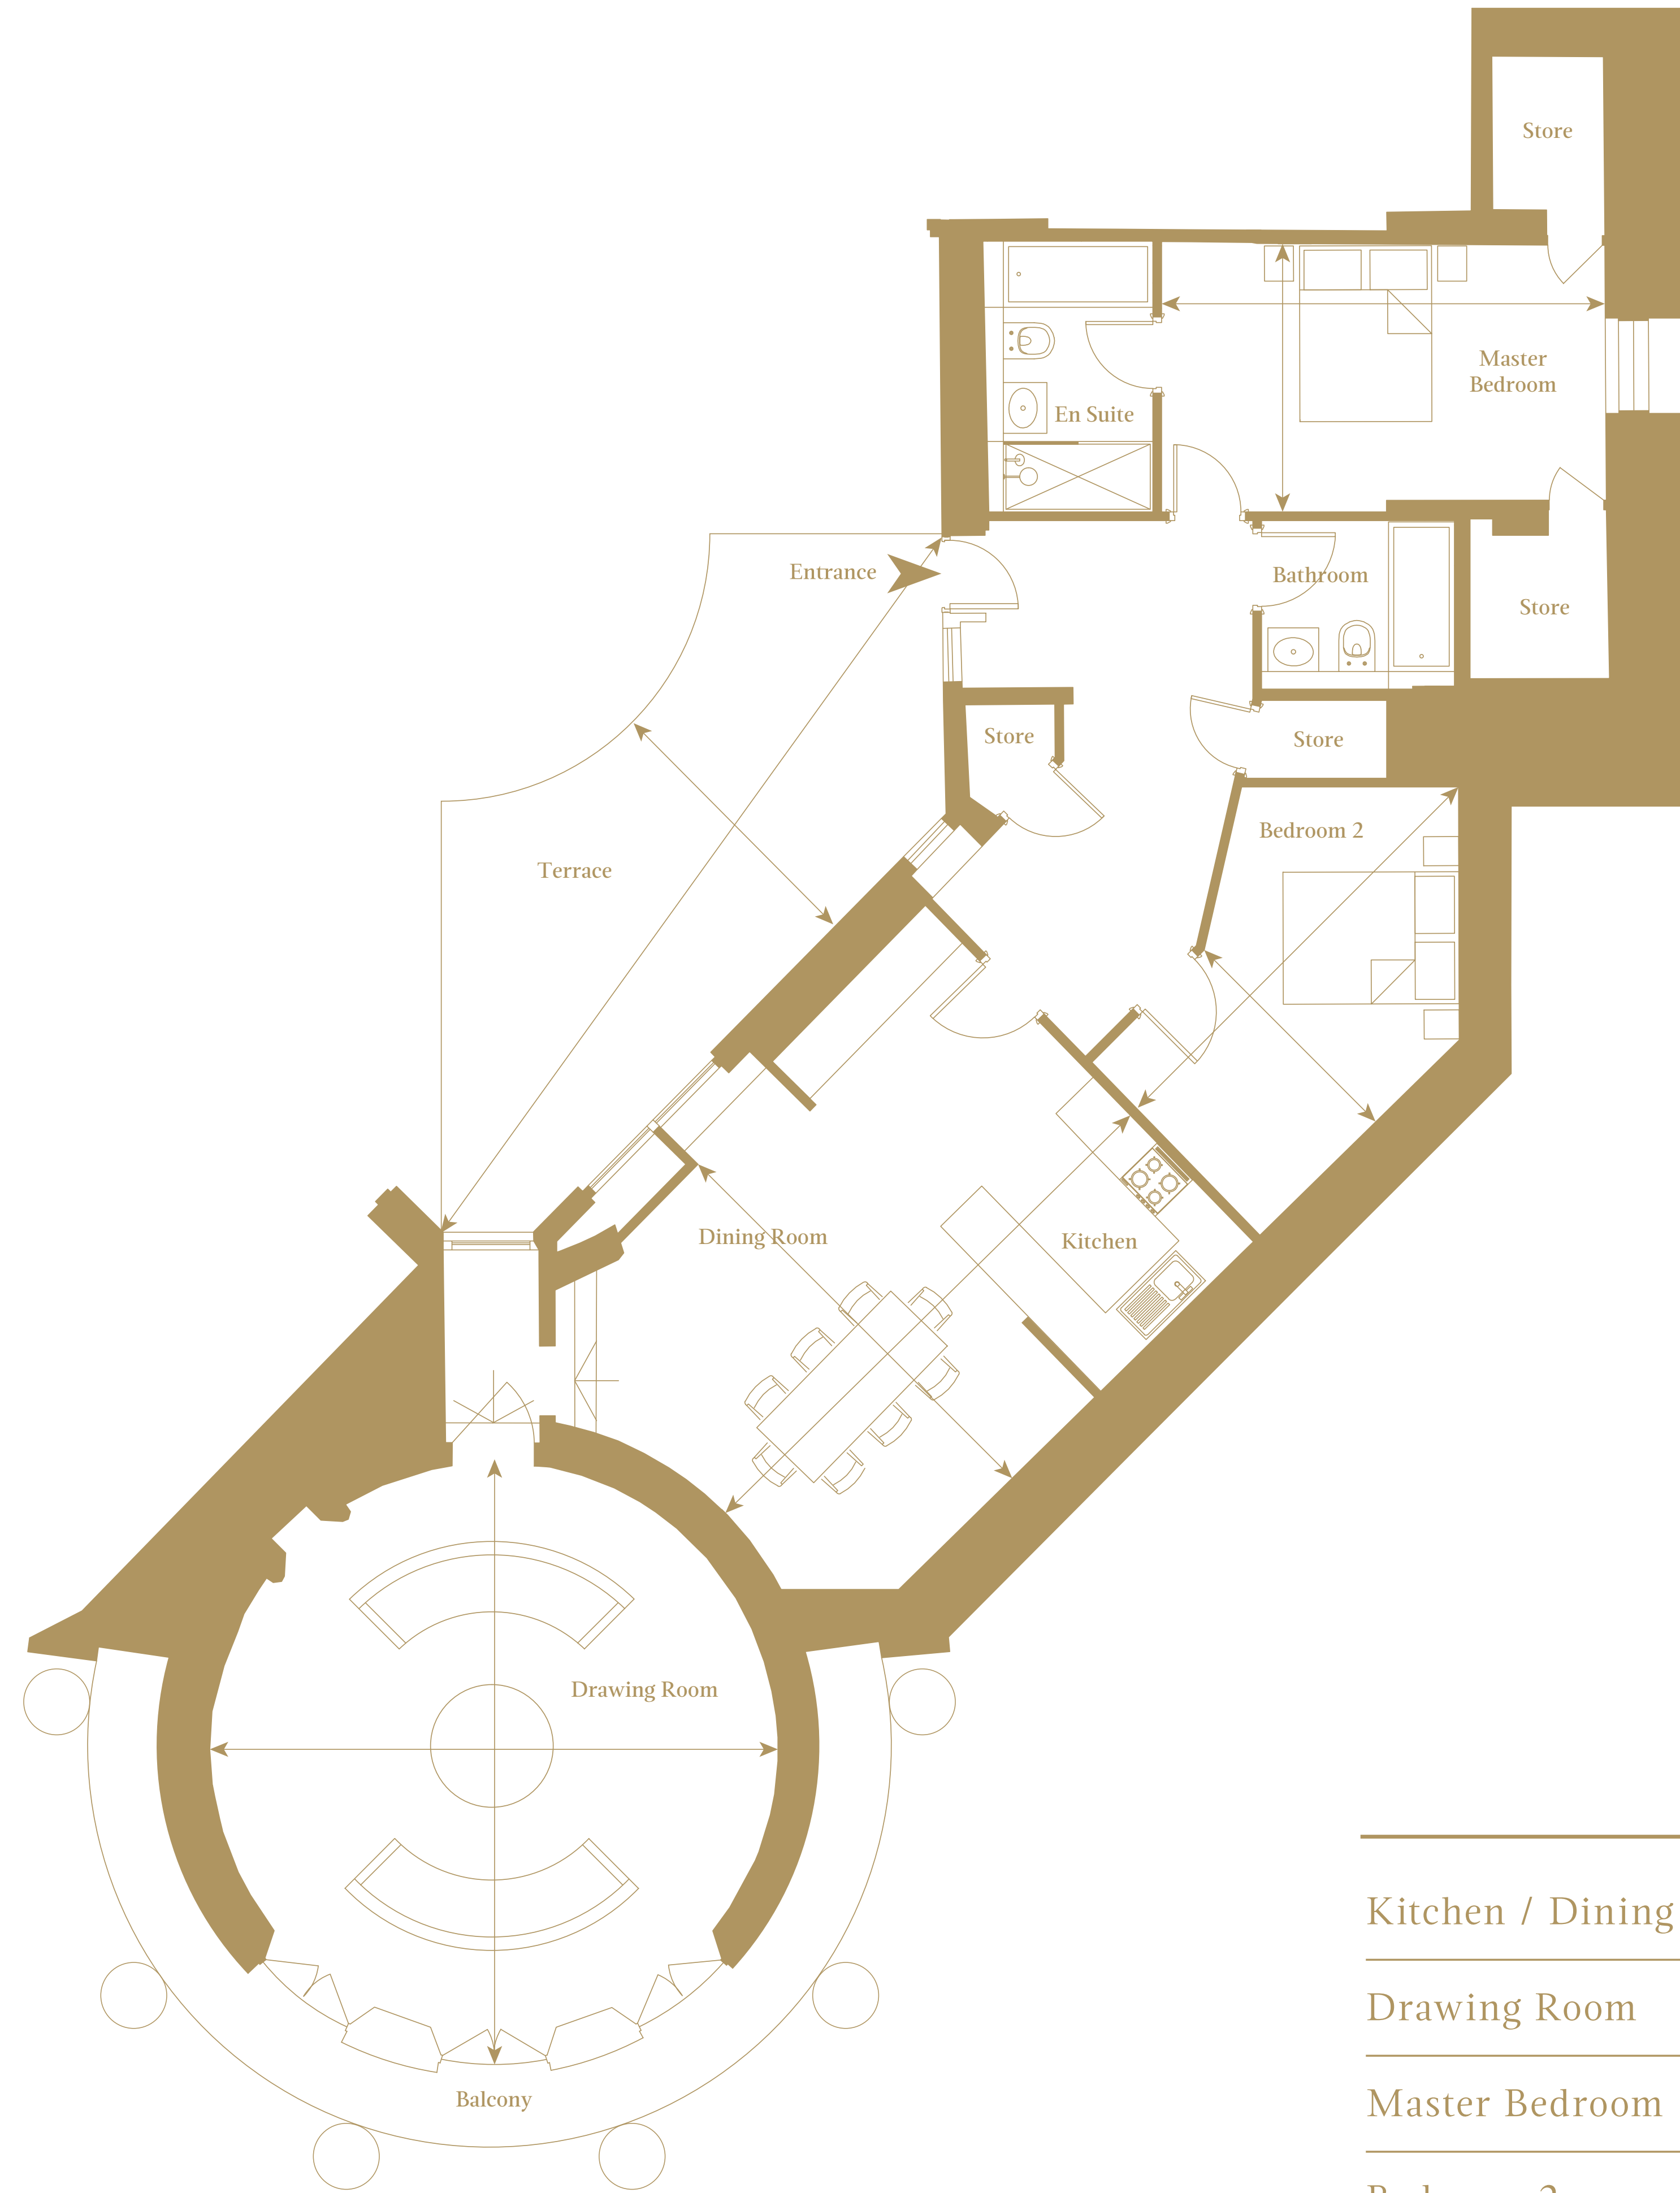 Store
Master
Bedroom
En Suite
Entrance
Bathroom
Store
Store
Store
Bedroom 2
Terrace
Dining Room
Kitchen
Drawing Room
Balcony
Kitchen / Dining
Drawing Room
Master Bedroom